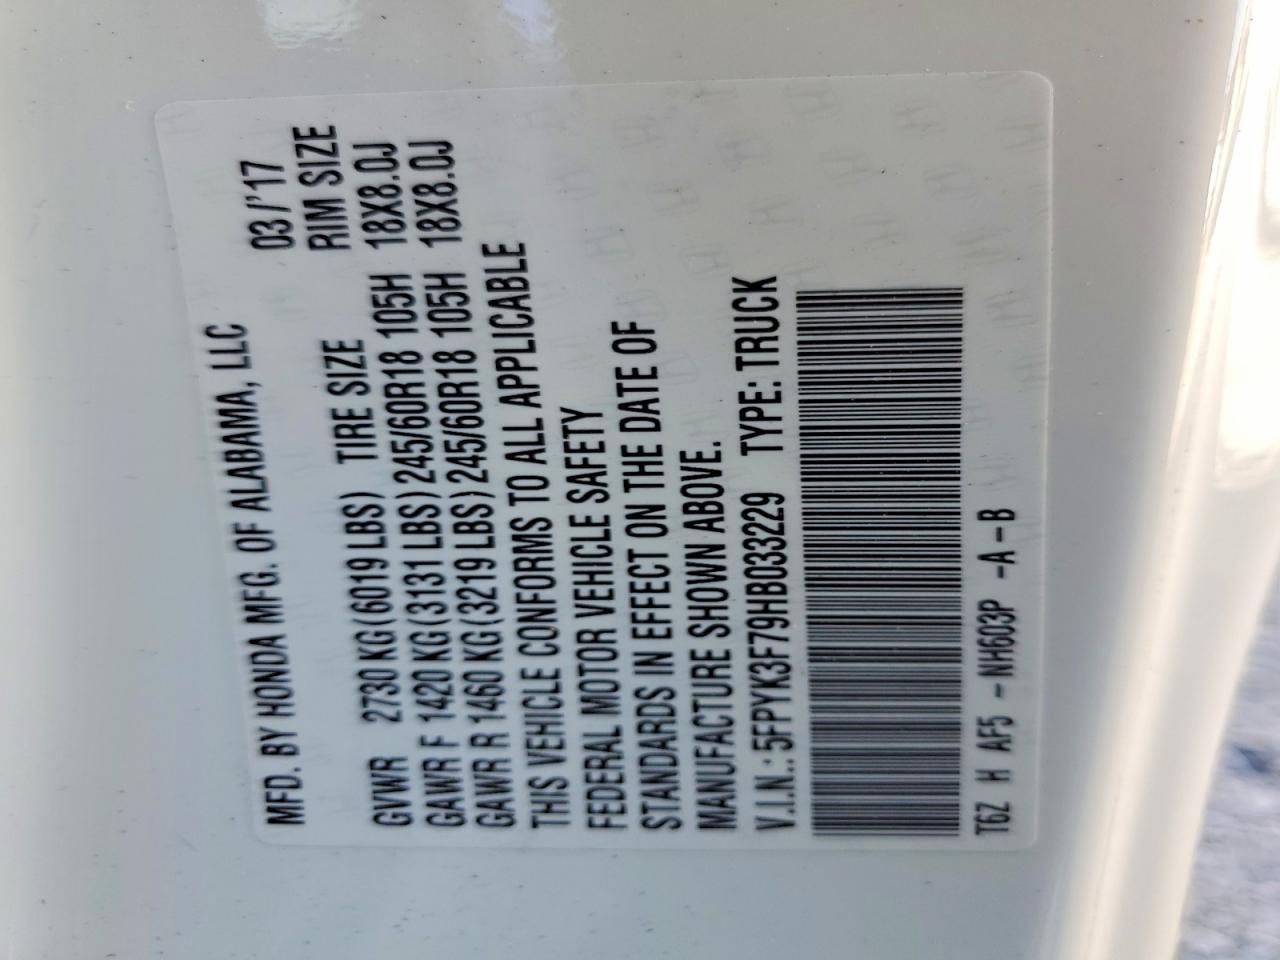 MFD. BY HONDA MFG. OF ALABAMA, LLC 03/'17
TIRE SIZE RIM SIZE
GVWR 2730 KG(6019 LBS)
GAWR F 1420 KG(3131 LBS) 245/60R18 105H 18X8.0J
GAWR R 1460 KG(3219 LBS) 245/60R18 105H 18X8.0J
THIS VEHICLE CONFORMS TO ALL APPLICABLE
FEDERAL MOTOR VEHICLE SAFETY
STANDARDS IN EFFECT ON THE DATE OF
MANUFACTURE SHOWN ABOVE.
V.I.N.: 5FPYK3F79HB033229 TYPE: TRUCK
T6Z H AF5 - NH603P -A-B